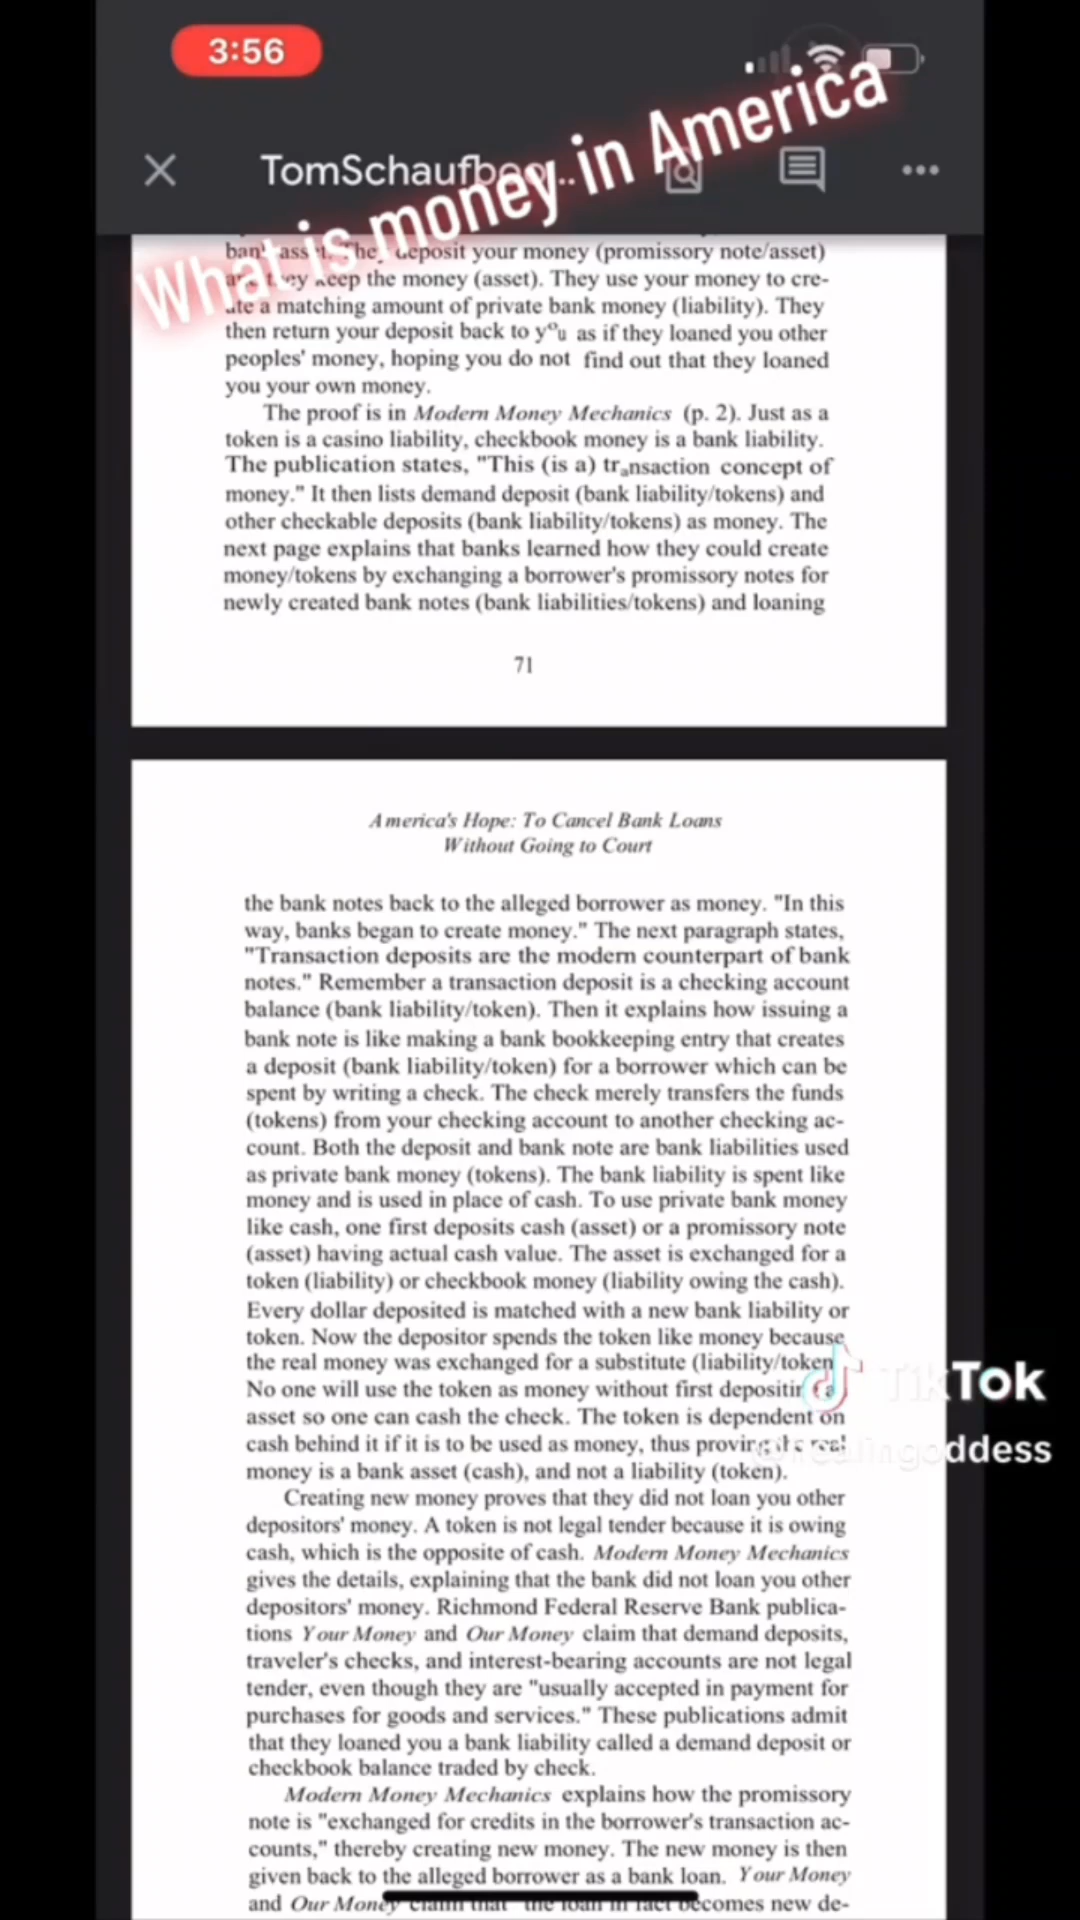 3:56
What is money in America
TomSchaufboo...
bank asset. They deposit your money (promissory note/asset)
and they keep the money (asset). They use your money to cre-
ate a matching amount of private bank money (liability). They
then return your deposit back to you as if they loaned you other
peoples' money, hoping you do not find out that they loaned
you your own money.
The proof is in Modern Money Mechanics (p. 2). Just as a
token is a casino liability, checkbook money is a bank liability.
The publication states, "This (is a) transaction concept of
money." It then lists demand deposit (bank liability/tokens) and
other checkable deposits (bank liability/tokens) as money. The
next page explains that banks learned how they could create
money/tokens by exchanging a borrower's promissory notes for
newly created bank notes (bank liabilities/tokens) and loaning
71
America's Hope: To Cancel Bank Loans
Without Going to Court
the bank notes back to the alleged borrower as money. "In this
way, banks began to create money." The next paragraph states,
"Transaction deposits are the modern counterpart of bank
notes." Remember a transaction deposit is a checking account
balance (bank liability/token). Then it explains how issuing a
bank note is like making a bank bookkeeping entry that creates
a deposit (bank liability/token) for a borrower which can be
spent by writing a check. The check merely transfers the funds
(tokens) from your checking account to another checking ac-
count. Both the deposit and bank note are bank liabilities used
as private bank money (tokens). The bank liability is spent like
money and is used in place of cash. To use private bank money
like cash, one first deposits cash (asset) or a promissory note
(asset) having actual cash value. The asset is exchanged for a
token (liability) or checkbook money (liability owing the cash).
Every dollar deposited is matched with a new bank liability or
token. Now the depositor spends the token like money because
the real money was exchanged for a substitute (liability/token
No one will use the token as money without first depositing a
asset so one can cash the check. The token is dependent on
cash behind it if it is to be used as money, thus proving the real
money is a bank asset (cash), and not a liability (token).
TikTok
@realingoddess
Creating new money proves that they did not loan you other
depositors' money. A token is not legal tender because it is owing
cash, which is the opposite of cash. Modern Money Mechanics
gives the details, explaining that the bank did not loan you other
depositors' money. Richmond Federal Reserve Bank publica-
tions Your Money and Our Money claim that demand deposits,
traveler's checks, and interest-bearing accounts are not legal
tender, even though they are "usually accepted in payment for
purchases for goods and services." These publications admit
that they loaned you a bank liability called a demand deposit or
checkbook balance traded by check.
Modern Money Mechanics explains how the promissory
note is "exchanged for credits in the borrower's transaction ac-
counts," thereby creating new money. The new money is then
given back to the alleged borrower as a bank loan. Your Money
and Our Money claim that "the loan in fact becomes new de-